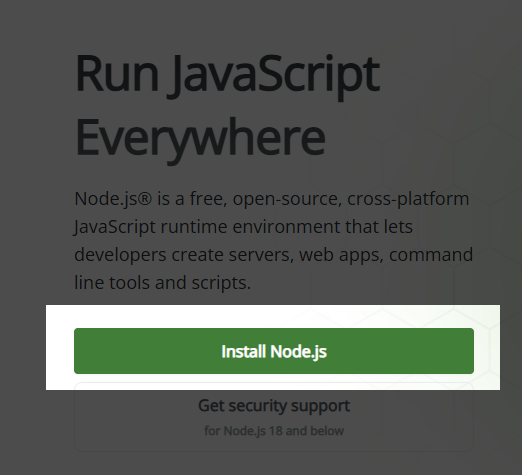 Run JavaScript
Everywhere
Node.js® is a free, open-source, cross-platform
JavaScript runtime environment that lets
developers create servers, web apps, command
line tools and scripts.
Install Node.js
Get security support
for Node.js 18 and below